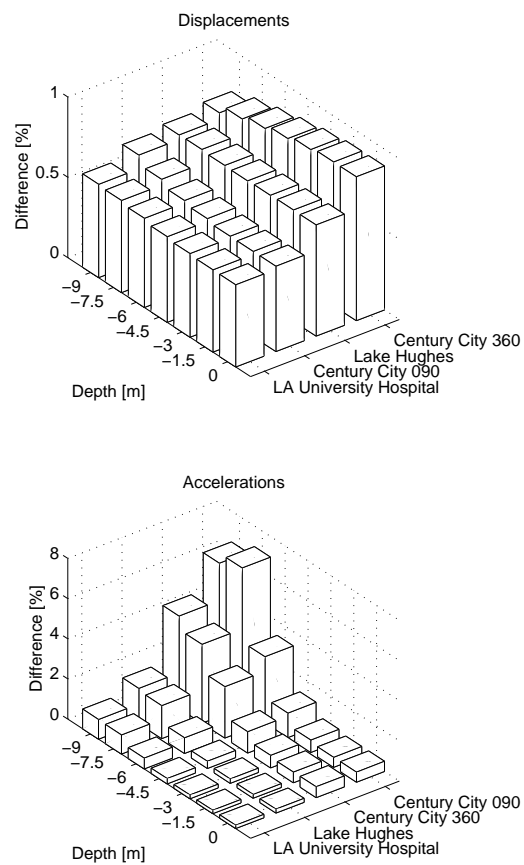 Displacements
1
0.5
0
Difference [%]
−9
−7.5
−6
−4.5
−3
−1.5
0
Depth [m]
Century City 360
Lake Hughes
Century City 090
LA University Hospital
Accelerations
8
6
4
2
0
Difference [%]
−9
−7.5
−6
−4.5
−3
−1.5
0
Depth [m]
Century City 090
Century City 360
Lake Hughes
LA University Hospital